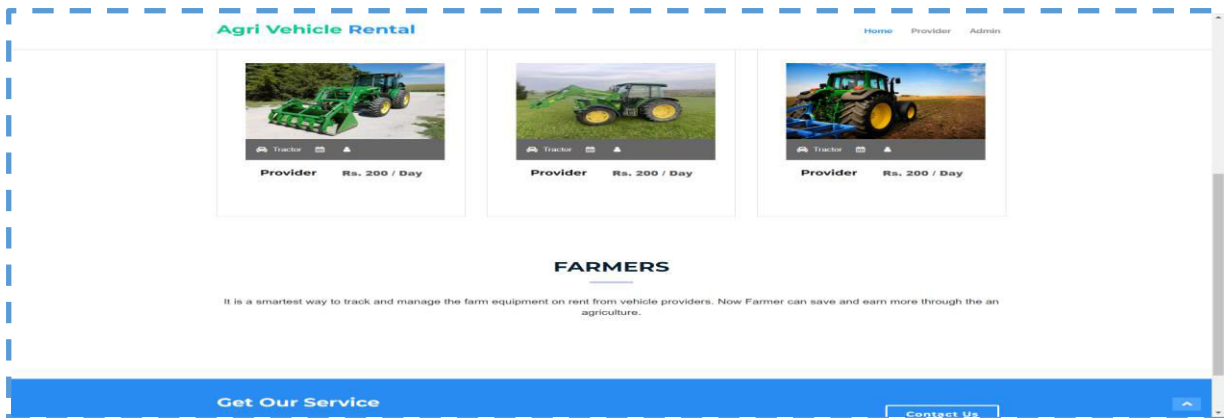 Agri Vehicle Rental
Home Provider Admin
Tractor
Tractor
Tractor
Provider Rs. 200 / Day
Provider Rs. 200 / Day
Provider Rs. 200 / Day
FARMERS
It is a smartest way to track and manage the farm equipment on rent from vehicle providers. Now Farmer can save and earn more through the an
agriculture.
Get Our Service
Contact Us